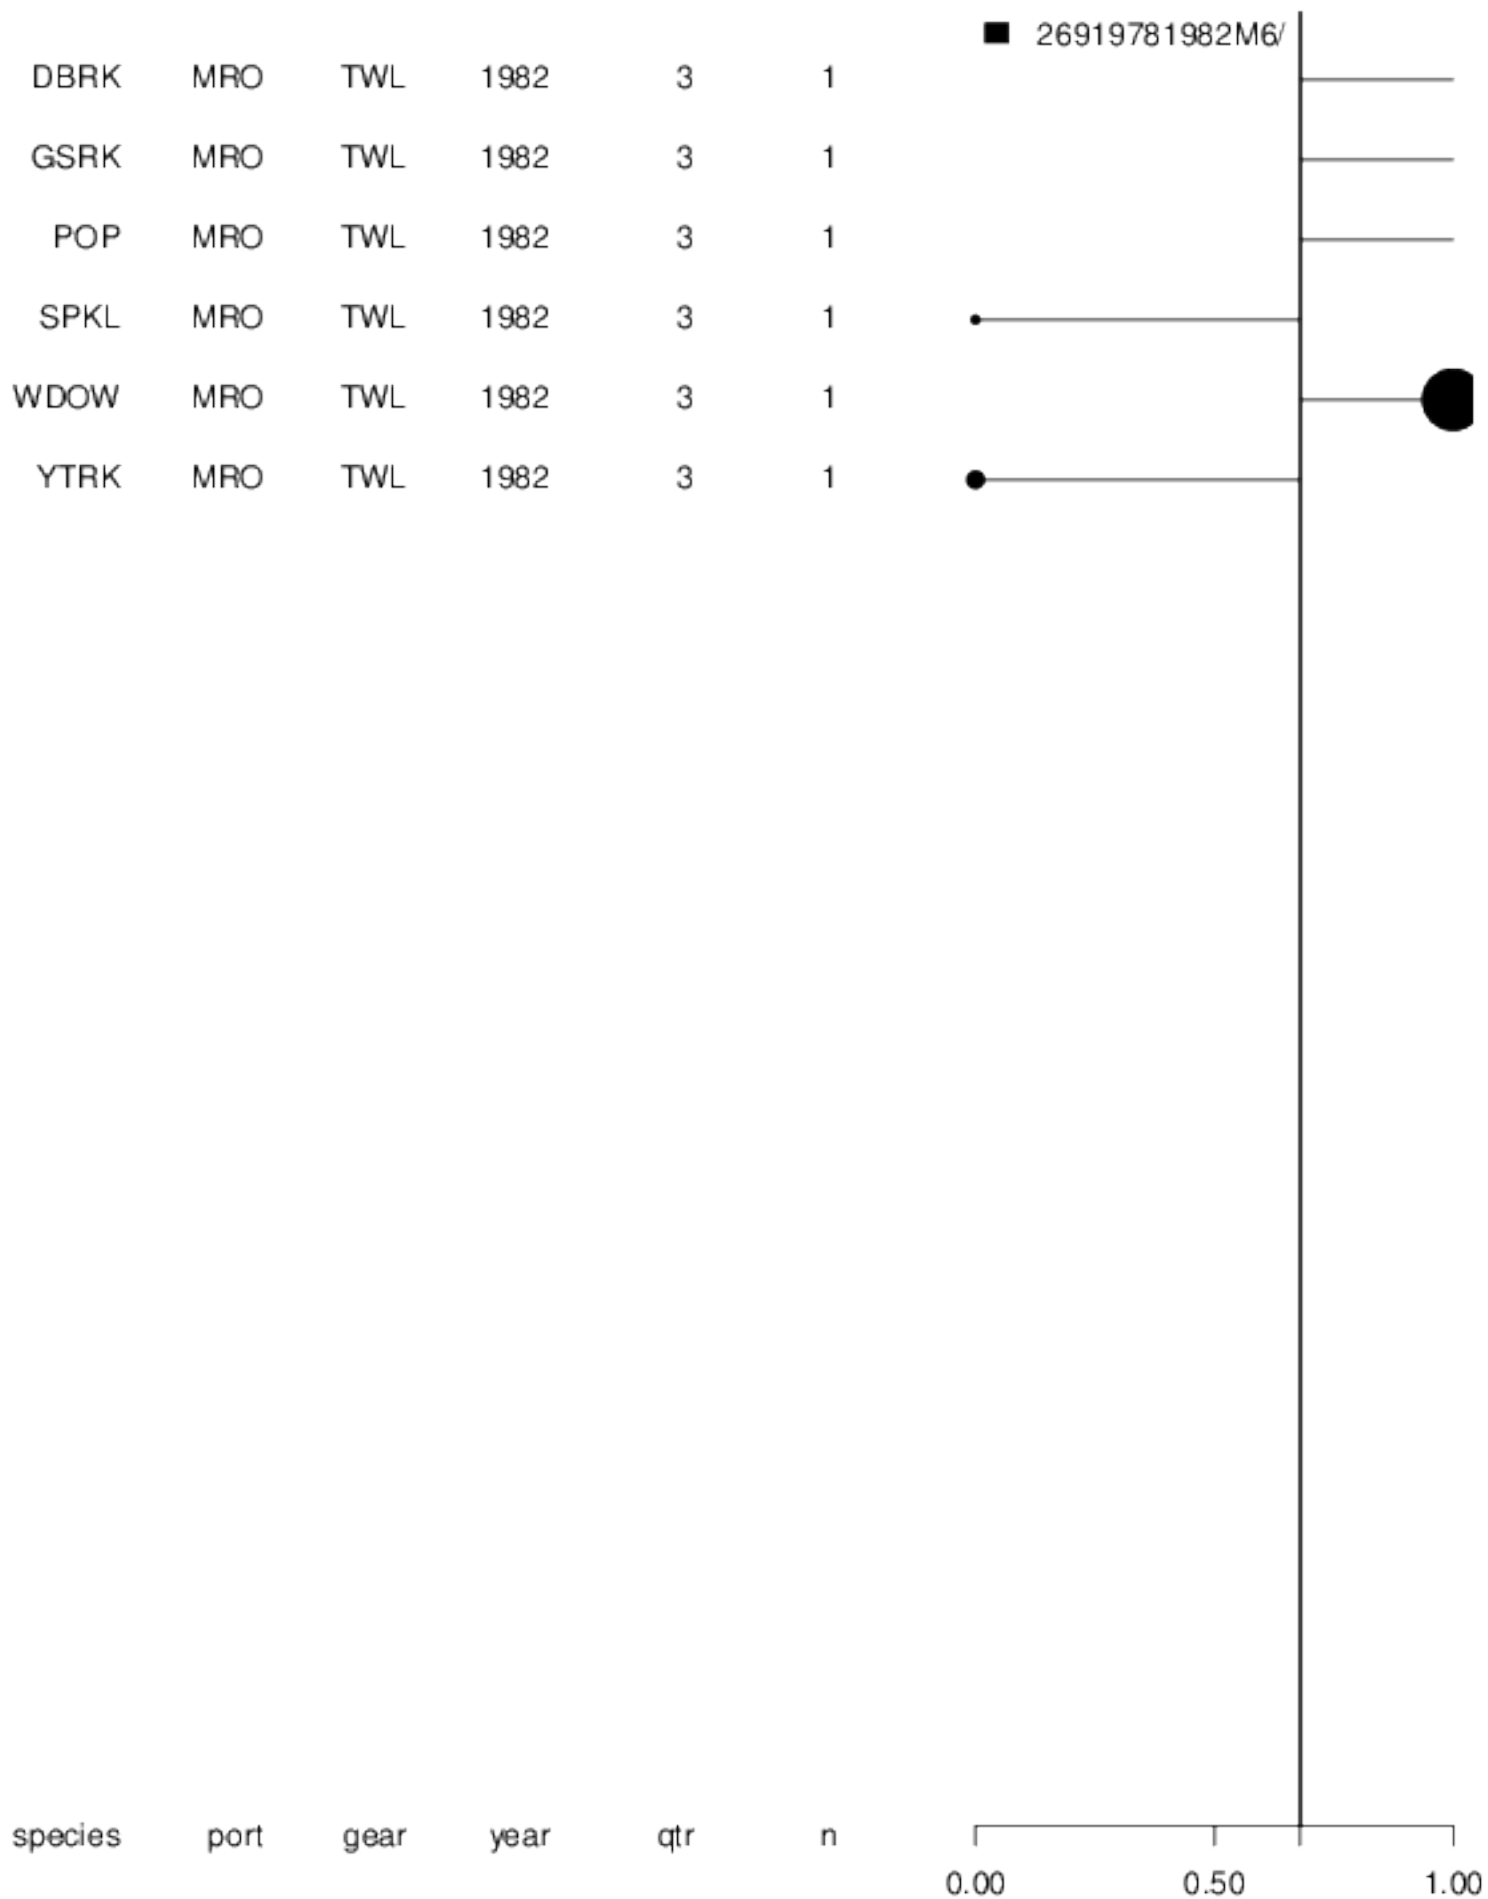 26919781982M6/
DBRK MRO TWL 1982 3 1
GSRK MRO TWL 1982 3 1
POP MRO TWL 1982 3 1
SPKL MRO TWL 1982 3 1
WDOW MRO TWL 1982 3 1
YTRK MRO TWL 1982 3 1
species port gear year qtr n
0.00 0.50 1.00